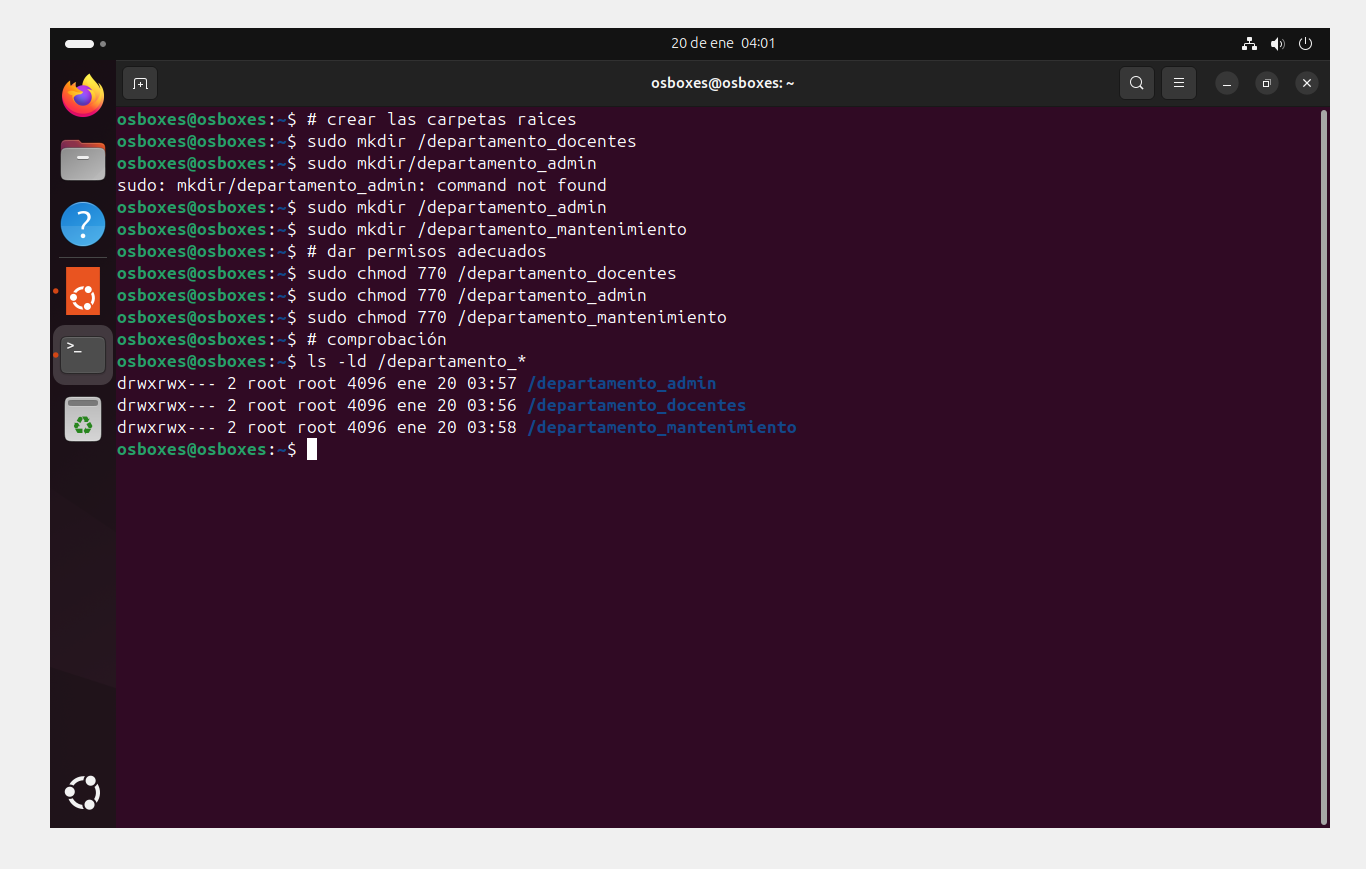 20 de ene 04:01
osboxes@osboxes: ~
osboxes@osboxes:~$ # crear las carpetas raices
osboxes@osboxes:~$ sudo mkdir /departamento_docentes
osboxes@osboxes:~$ sudo mkdir/departamento_admin
sudo: mkdir/departamento_admin: command not found
osboxes@osboxes:~$ sudo mkdir /departamento_admin
osboxes@osboxes:~$ sudo mkdir /departamento_mantenimiento
osboxes@osboxes:~$ # dar permisos adecuados
osboxes@osboxes:~$ sudo chmod 770 /departamento_docentes
osboxes@osboxes:~$ sudo chmod 770 /departamento_admin
osboxes@osboxes:~$ sudo chmod 770 /departamento_mantenimiento
osboxes@osboxes:~$ # comprobación
osboxes@osboxes:~$ ls -ld /departamento_*
drwxrwx--- 2 root root 4096 ene 20 03:57 /departamento_admin
drwxrwx--- 2 root root 4096 ene 20 03:56 /departamento_docentes
drwxrwx--- 2 root root 4096 ene 20 03:58 /departamento_mantenimiento
osboxes@osboxes:~$